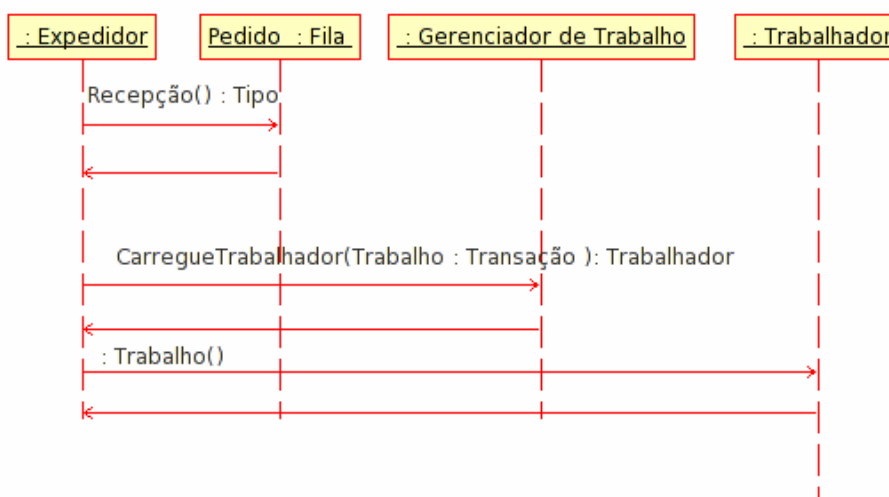 : Expedidor
Pedido : Fila
: Gerenciador de Trabalho
: Trabalhador
Recepção() : Tipo
CarregueTrabalhador(Trabalho : Transação ): Trabalhador
: Trabalho()